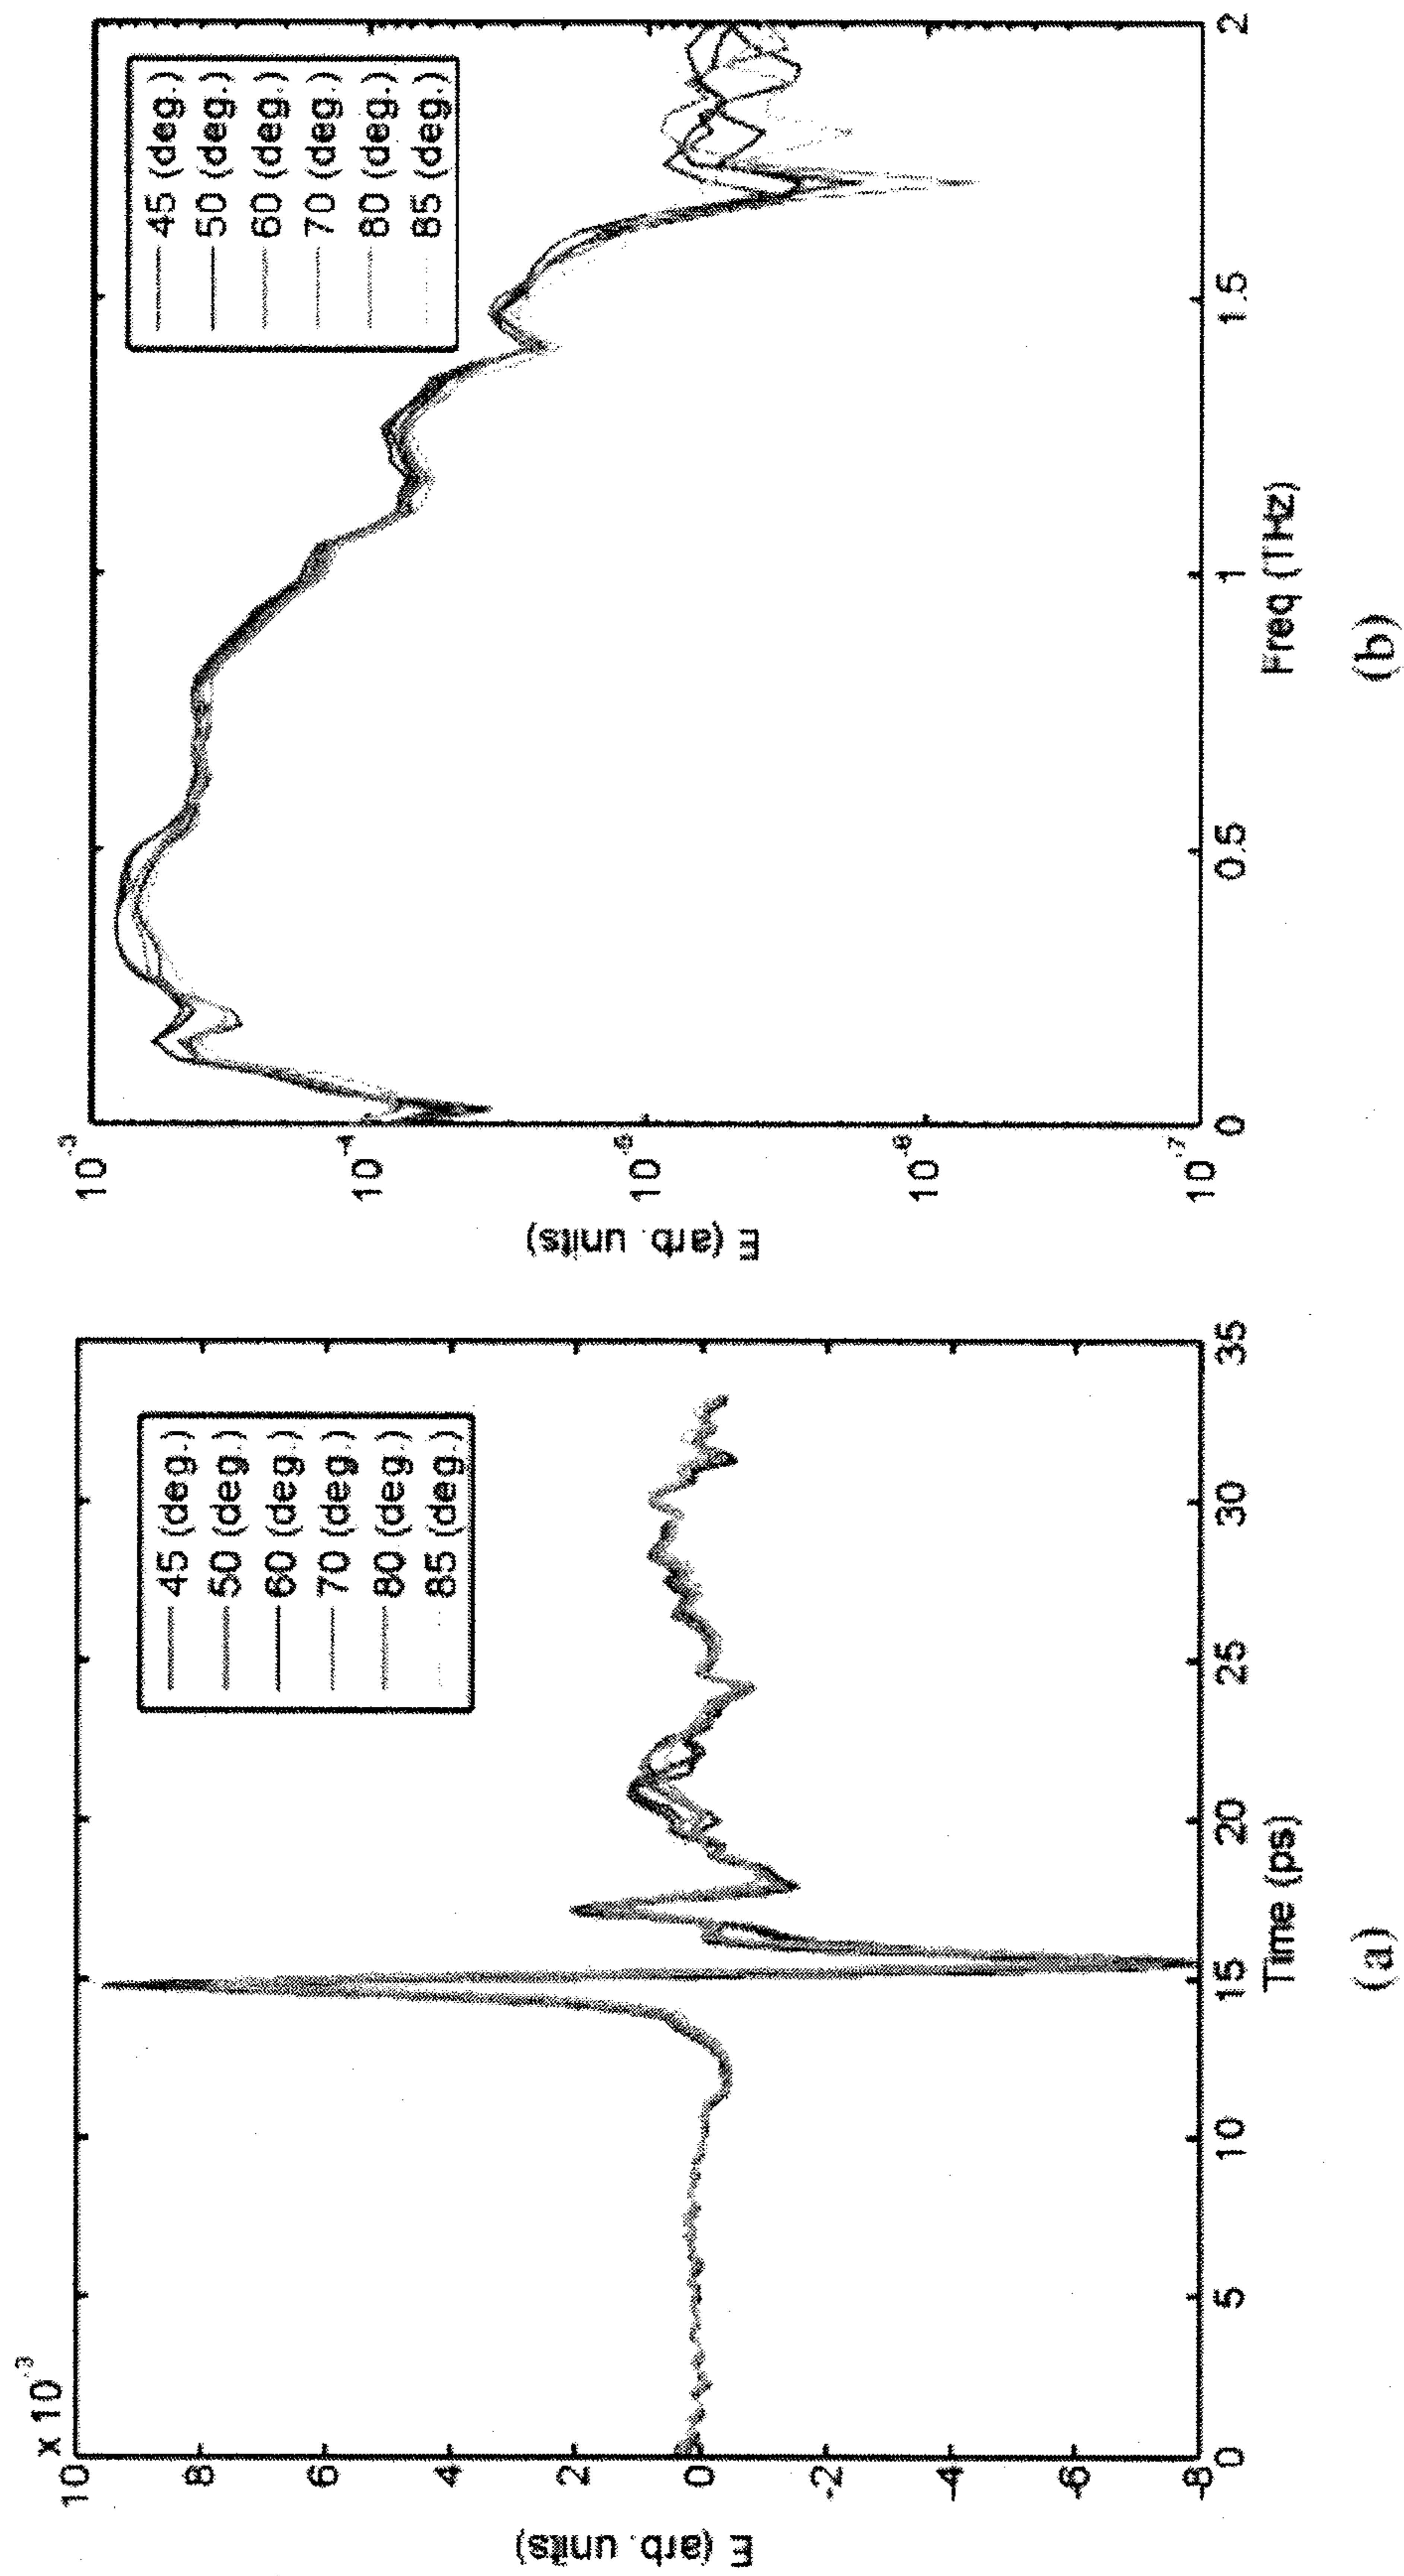 x 10⁻³
10
8
6
4
2
0
-2
-4
-6
-8
E (arb. units)
0
5
10
15
20
25
30
35
Time (ps)
45 (deg.)
50 (deg.)
60 (deg.)
70 (deg.)
80 (deg.)
85 (deg.)
(a)
10⁻³
10⁻⁴
10⁻⁵
10⁻⁶
10⁻⁷
E (arb. units)
0
0.5
1
1.5
2
Freq (THz)
45 (deg.)
50 (deg.)
60 (deg.)
70 (deg.)
80 (deg.)
85 (deg.)
(b)